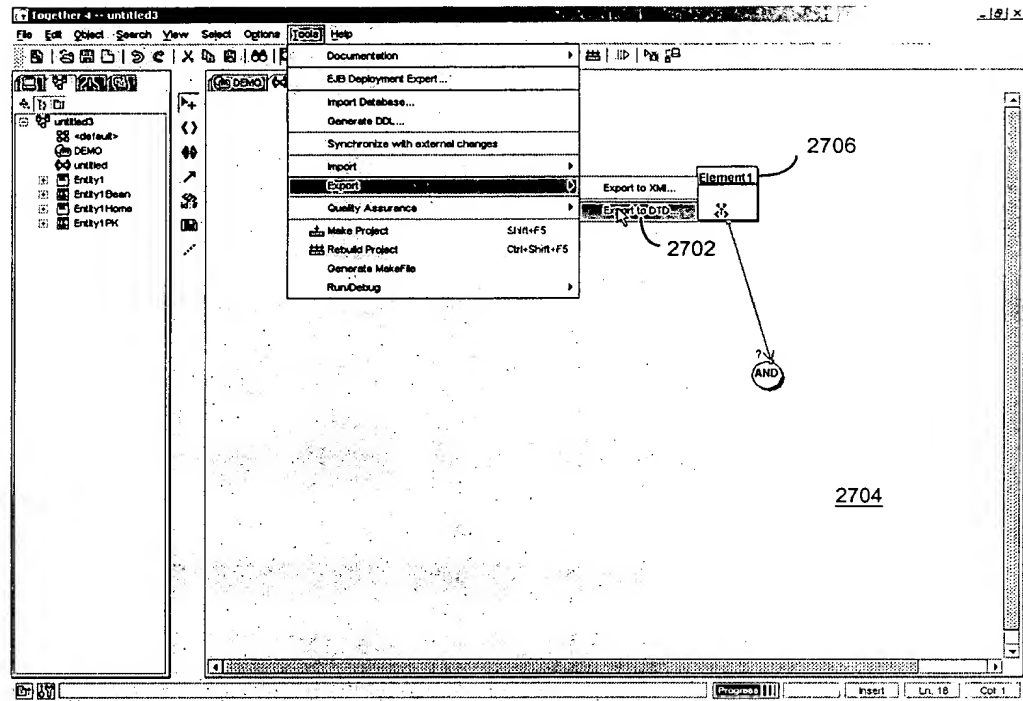 Together 4 -- untitled3
File Edit Object Search View Select Options Tools Help
DEMO
Documentation
EJB Deployment Expert...
Import Database...
Generate DDL...
Synchronize with external changes
Import
Export
Quality Assurance
Make Project Shift+F5
Rebuild Project Ctrl+Shift+F5
Generate MakeFile
Run/Debug
Export to XMI...
Export to DTD
untitled3
<default>
DEMO
untitled
Entity1
Entity1Bean
Entity1Home
Entity1PK
Element1
2706
2702
?
AND
2704
Progress
Insert
Ln. 18
Col 1